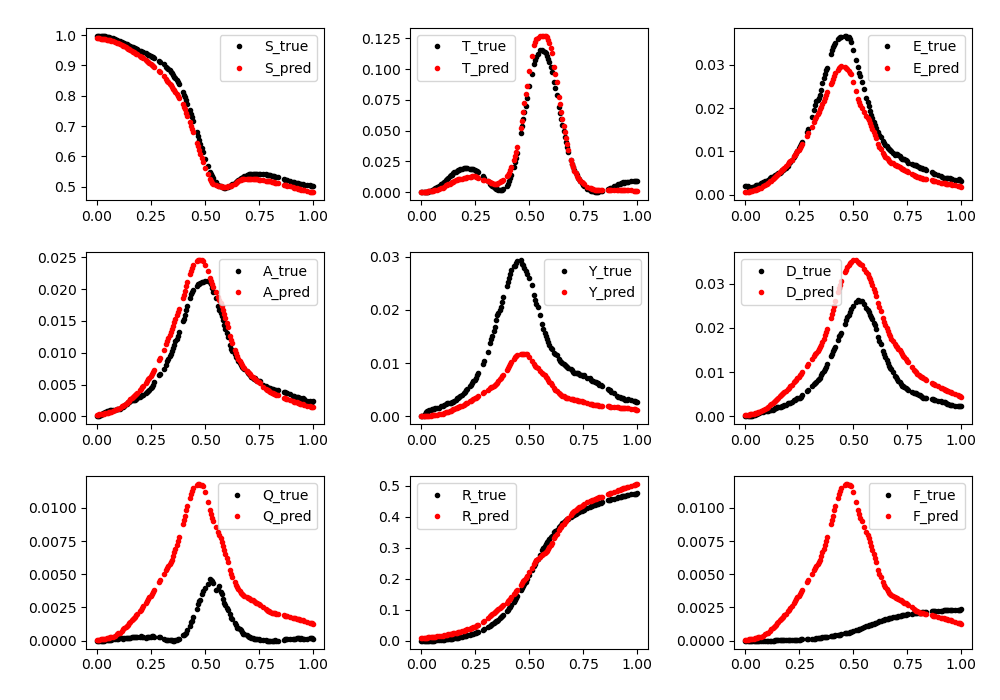 1.0
0.9
0.8
0.7
0.6
0.5
0.00 0.25 0.50 0.75 1.00
S_true
S_pred
0.125
0.100
0.075
0.050
0.025
0.000
0.00 0.25 0.50 0.75 1.00
T_true
T_pred
0.03
0.02
0.01
0.00
0.00 0.25 0.50 0.75 1.00
E_true
E_pred
0.025
0.020
0.015
0.010
0.005
0.000
0.00 0.25 0.50 0.75 1.00
A_true
A_pred
0.03
0.02
0.01
0.00
0.00 0.25 0.50 0.75 1.00
Y_true
Y_pred
0.03
0.02
0.01
0.00
0.00 0.25 0.50 0.75 1.00
D_true
D_pred
0.0100
0.0075
0.0050
0.0025
0.0000
0.00 0.25 0.50 0.75 1.00
Q_true
Q_pred
0.5
0.4
0.3
0.2
0.1
0.0
0.00 0.25 0.50 0.75 1.00
R_true
R_pred
0.0100
0.0075
0.0050
0.0025
0.0000
0.00 0.25 0.50 0.75 1.00
F_true
F_pred